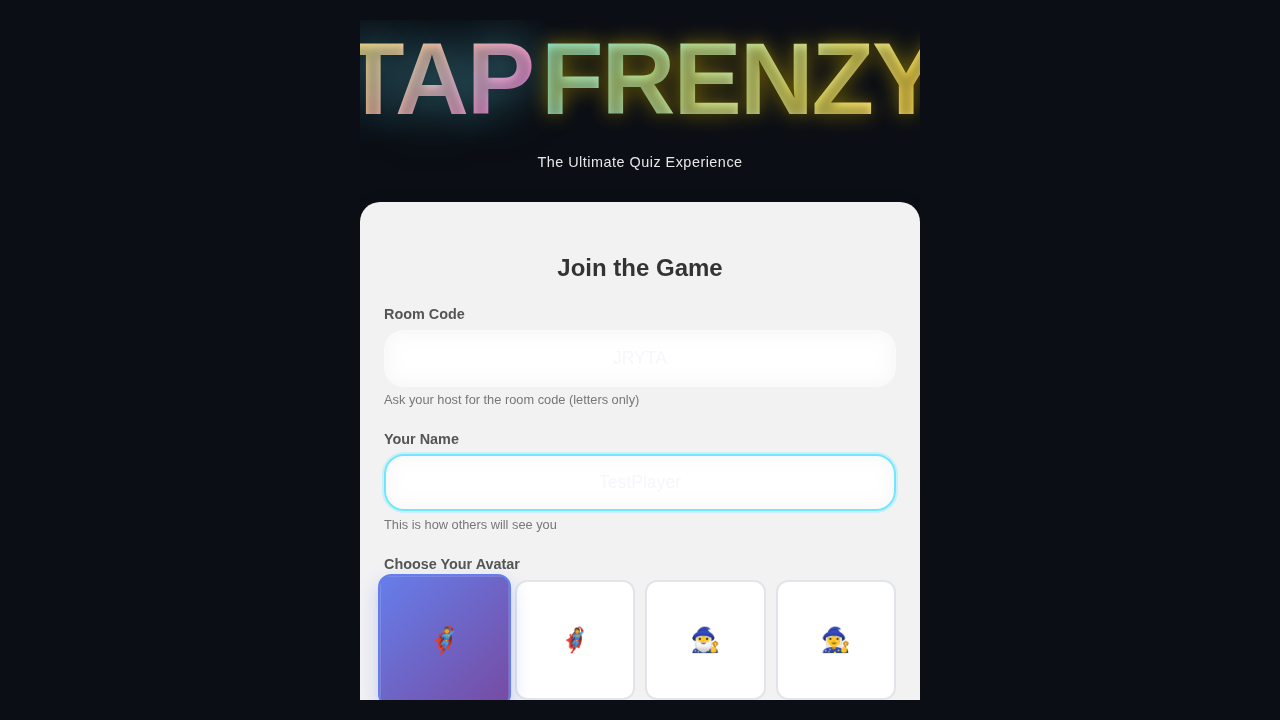 TAP FRENZY
The Ultimate Quiz Experience
Join the Game
Room Code
JRYTA
Ask your host for the room code (letters only)
Your Name
TestPlayer
This is how others will see you
Choose Your Avatar